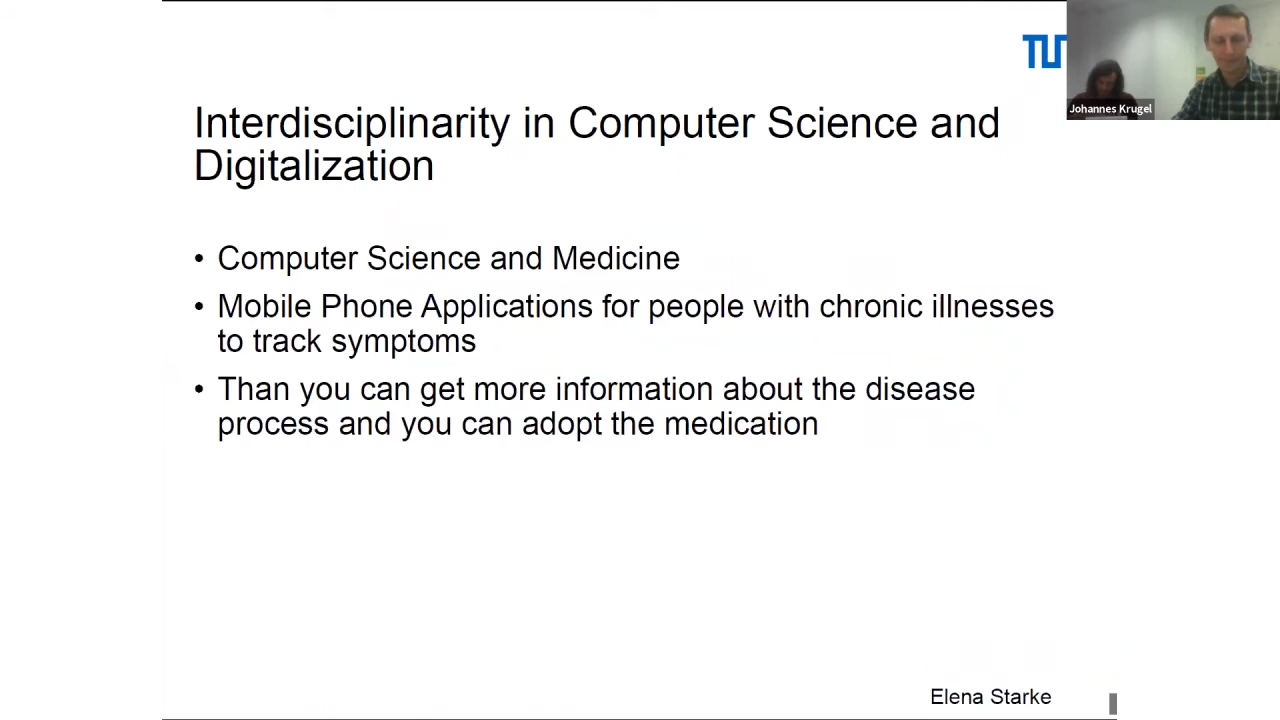 TUM
Johannes Krugel
Interdisciplinarity in Computer Science and
Digitalization
• Computer Science and Medicine
• Mobile Phone Applications for people with chronic illnesses
to track symptoms
• Than you can get more information about the disease
process and you can adopt the medication
Elena Starke